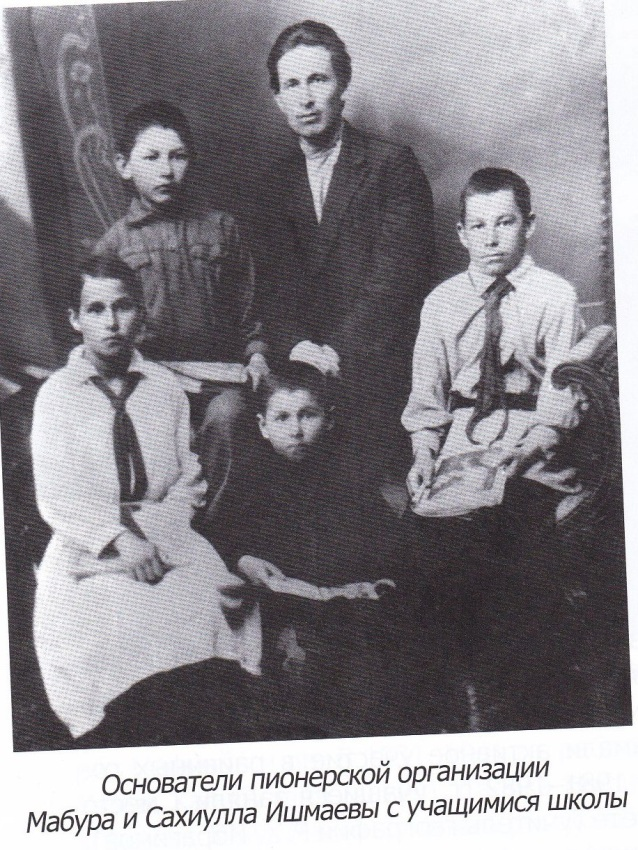 Основатели пионерской организации
Мабура и Сахиулла Ишмаевы с учащимися школы